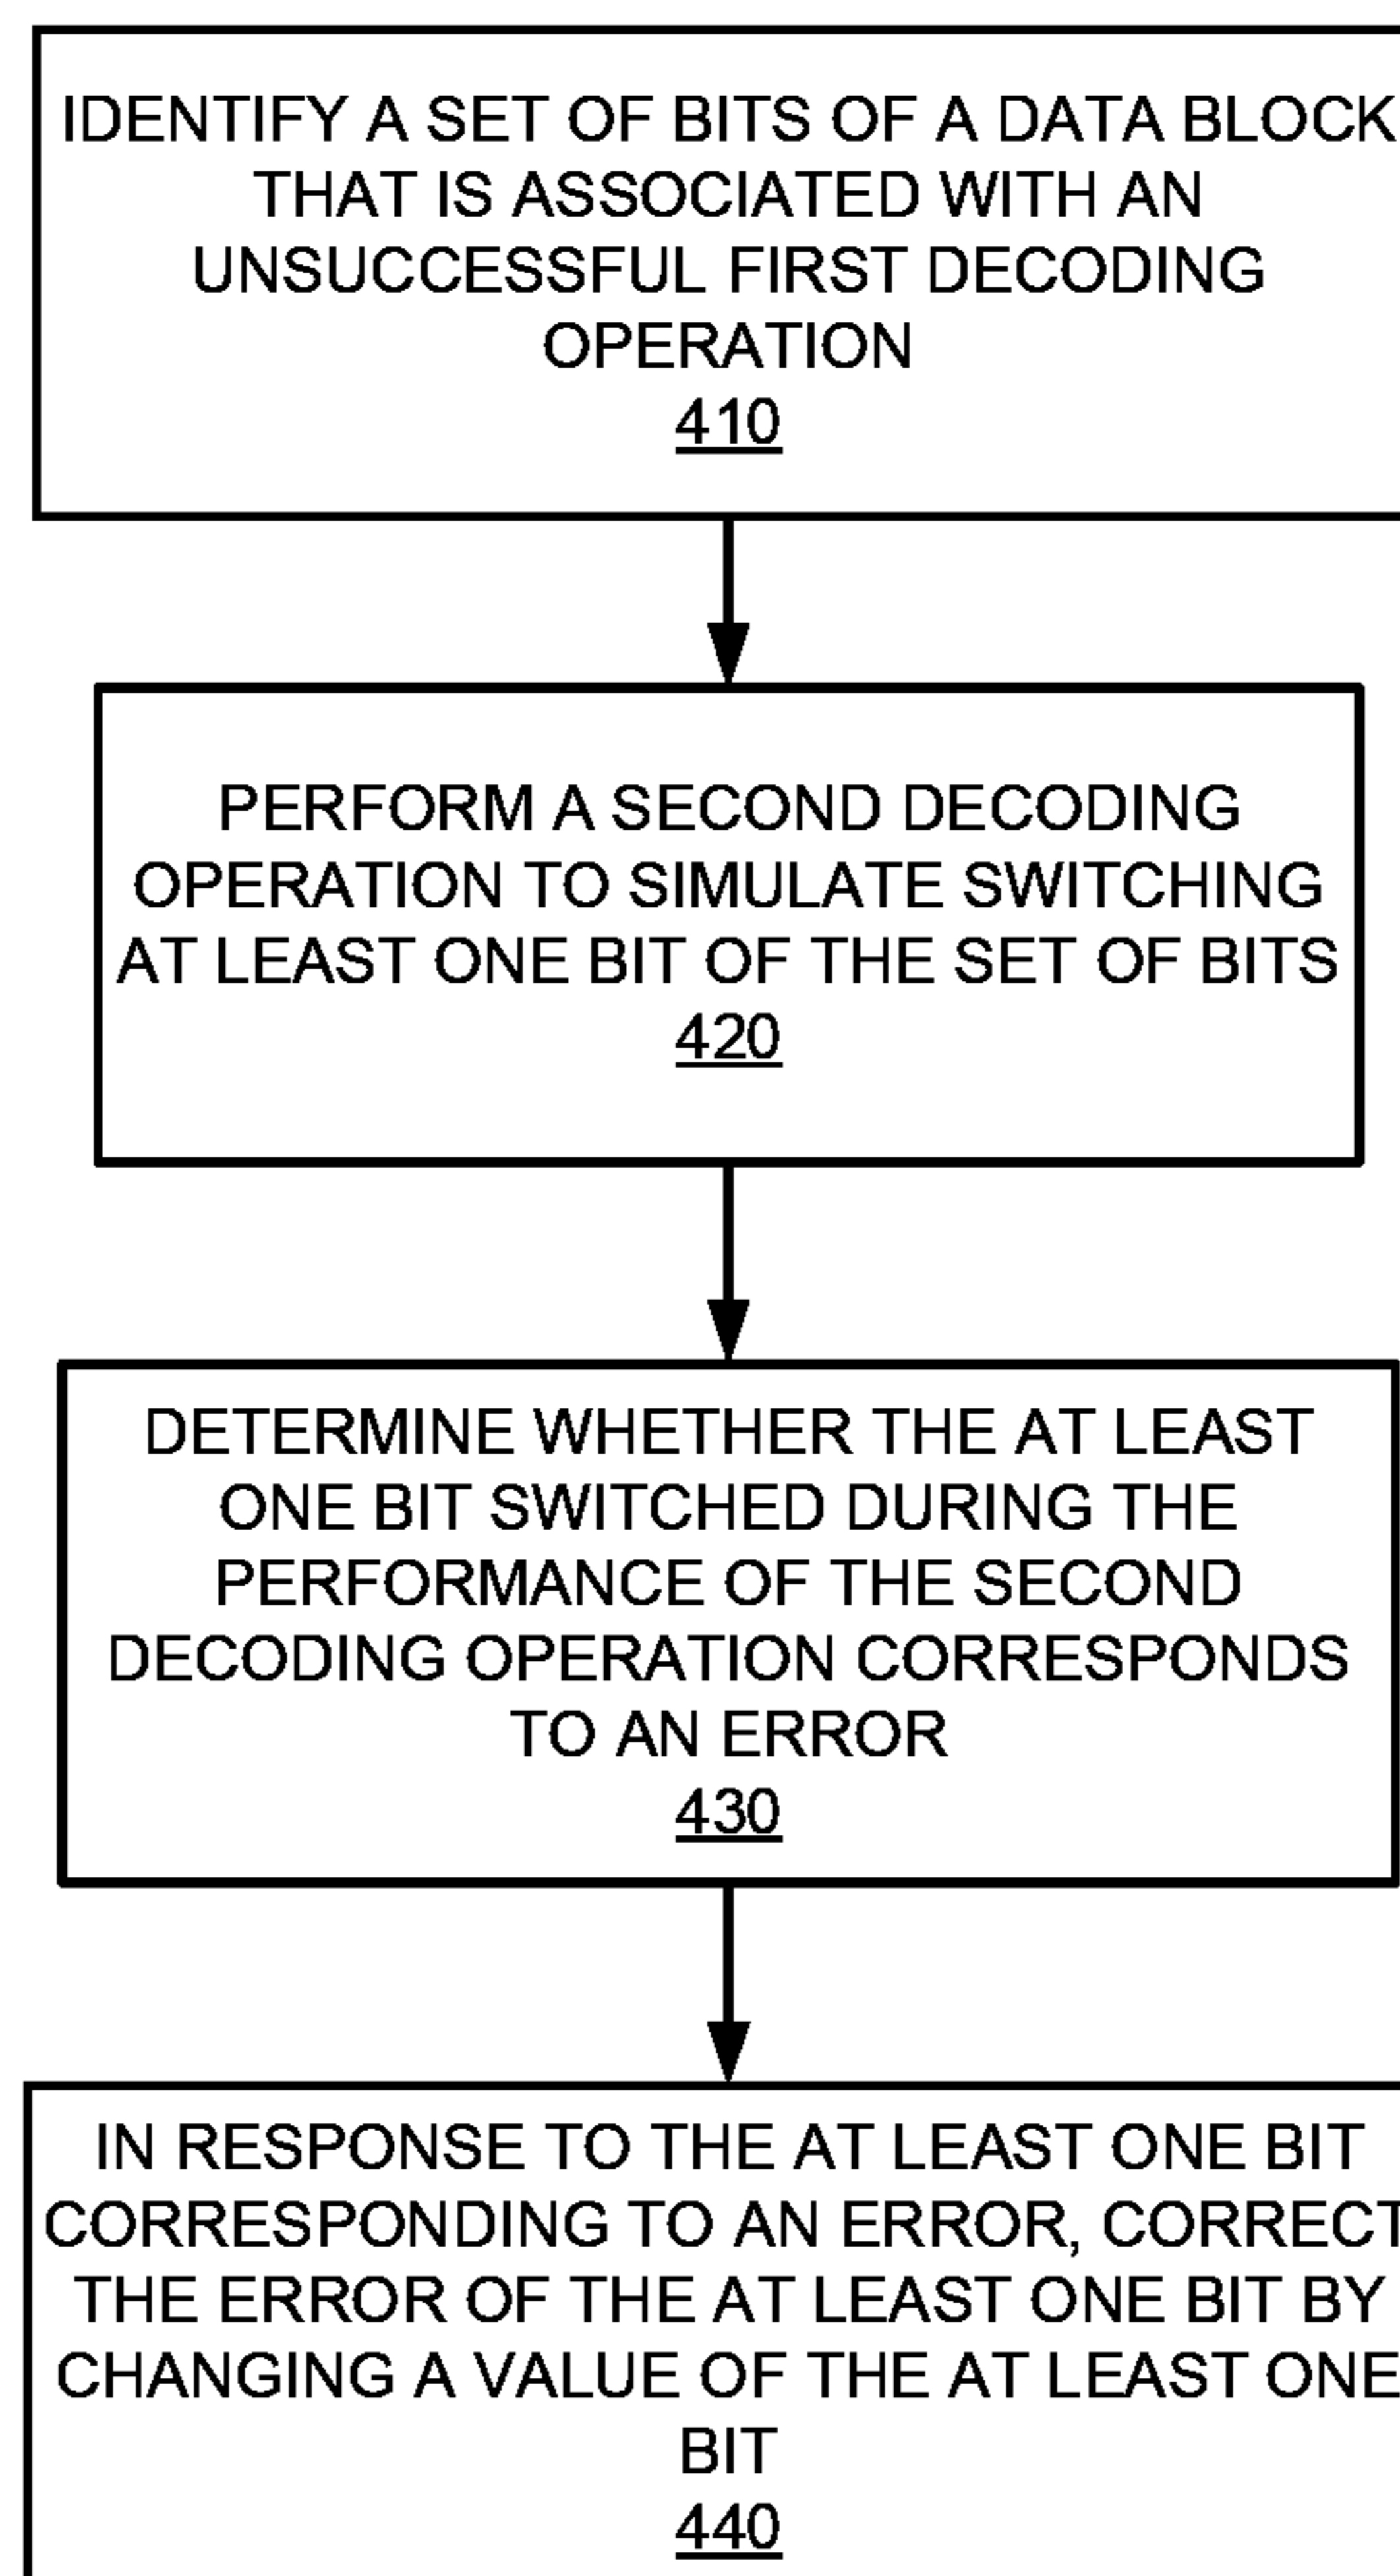 IDENTIFY A SET OF BITS OF A DATA BLOCK
THAT IS ASSOCIATED WITH AN
UNSUCCESSFUL FIRST DECODING
OPERATION
410
PERFORM A SECOND DECODING
OPERATION TO SIMULATE SWITCHING
AT LEAST ONE BIT OF THE SET OF BITS
420
DETERMINE WHETHER THE AT LEAST
ONE BIT SWITCHED DURING THE
PERFORMANCE OF THE SECOND
DECODING OPERATION CORRESPONDS
TO AN ERROR
430
IN RESPONSE TO THE AT LEAST ONE BIT
CORRESPONDING TO AN ERROR, CORRECT
THE ERROR OF THE AT LEAST ONE BIT BY
CHANGING A VALUE OF THE AT LEAST ONE
BIT
440